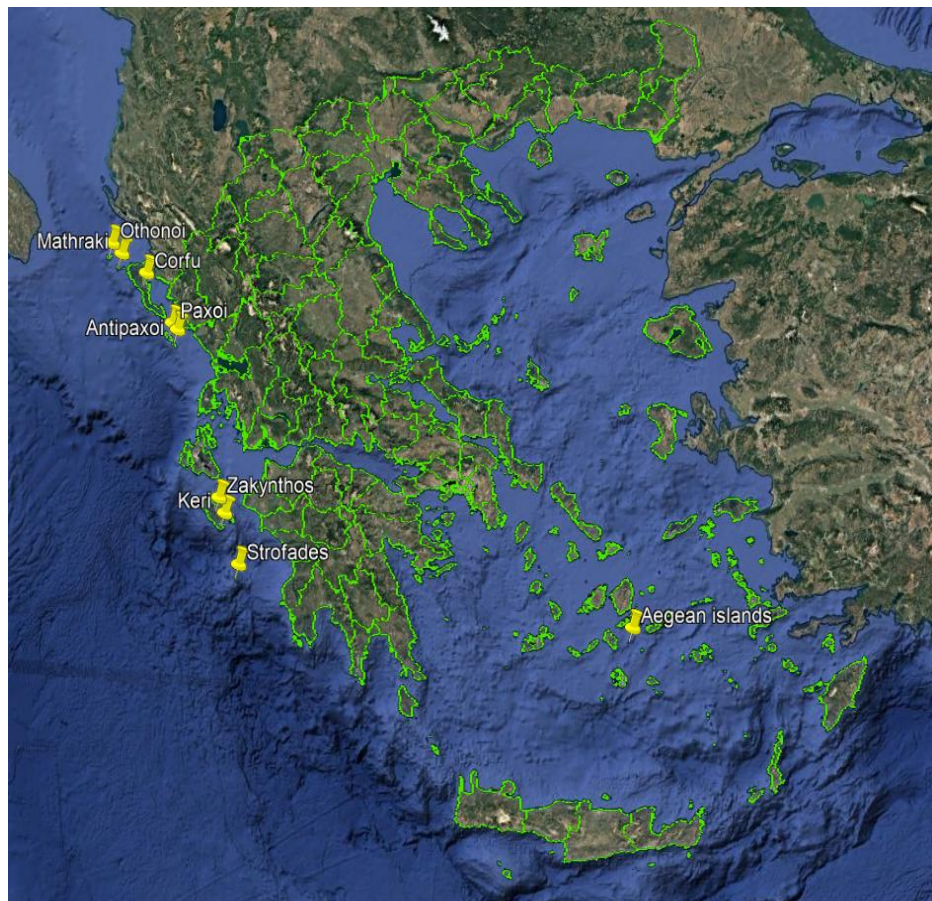 Othonoi
Mathraki
Corfu
Paxoi
Antipaxoi
Zakynthos
Keri
Strofades
Aegean islands